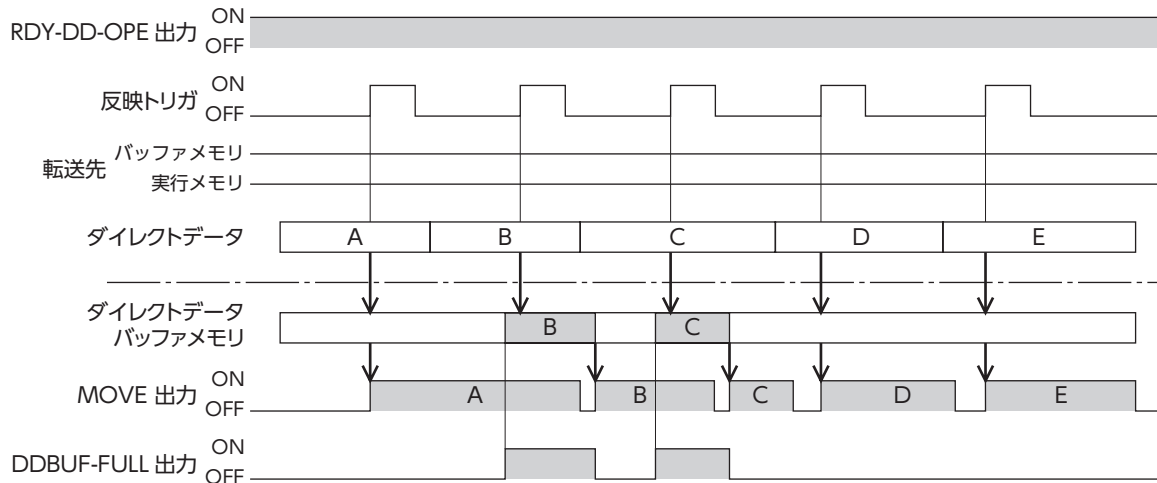 RDY-DD-OPE 出力 ON
OFF
反映トリガ ON
OFF
転送先 バッファメモリ
実行メモリ
ダイレクトデータ A B C D E
ダイレクトデータ
バッファメモリ B C
MOVE 出力 ON
OFF
A B C D E
DDBUF-FULL 出力 ON
OFF